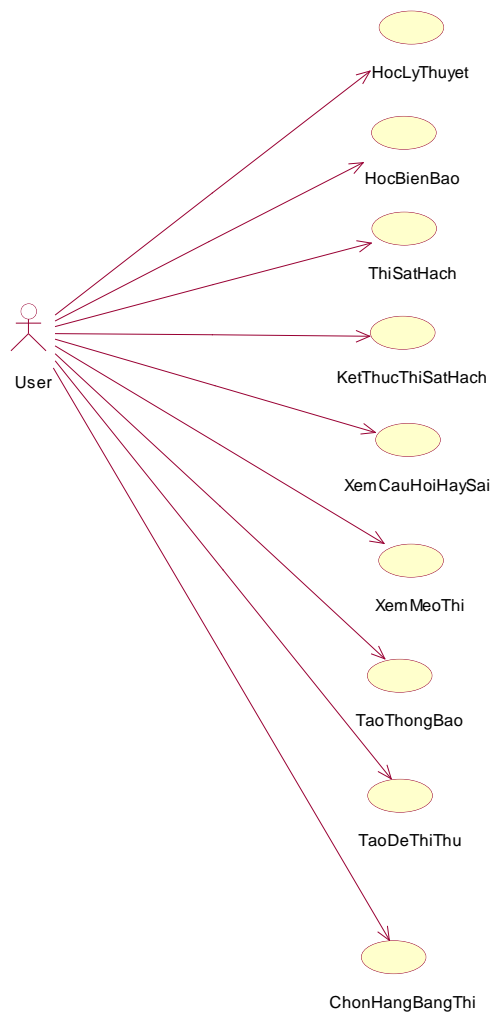 HocLyThuyet
HocBienBao
ThiSatHach
User
KetThucThiSatHach
XemCauHoiHaySai
XemMeoThi
TaoThongBao
TaoDeThiThu
ChonHangBangThi